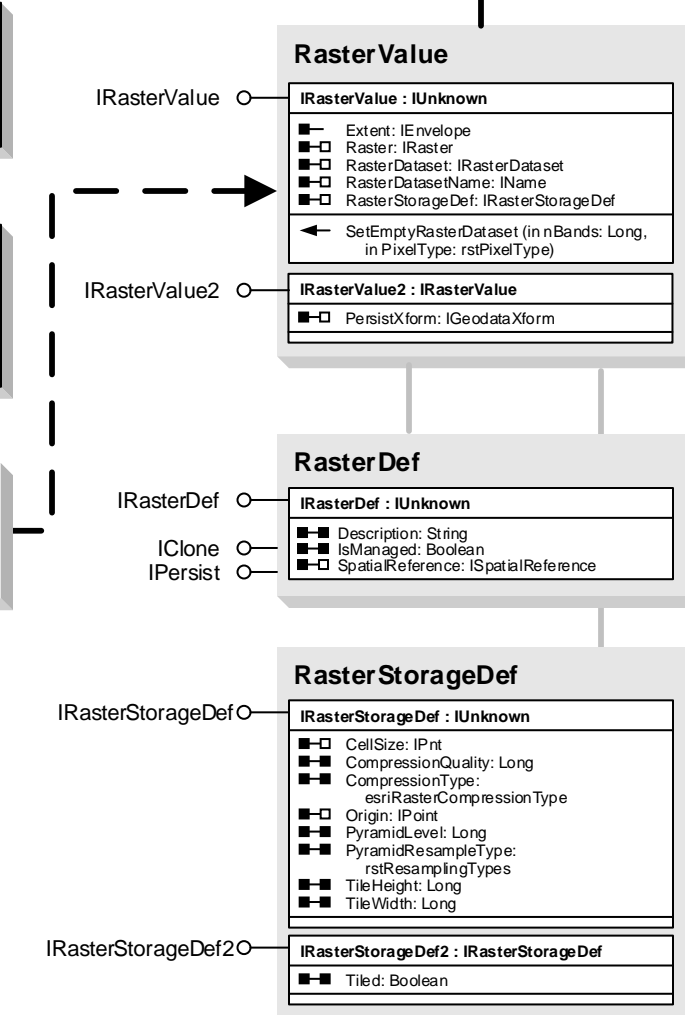 RasterValue
IRasterValue
IRasterValue : IUnknown
Extent: IEnvelope
Raster: IRaster
RasterDataset: IRasterDataset
RasterDatasetName: IName
RasterStorageDef: IRasterStorageDef
SetEmptyRasterDataset (in nBands: Long,
in PixelType: rstPixelType)
IRasterValue2
IRasterValue2 : IRasterValue
PersistXform: IGeodataXform
RasterDef
IRasterDef
IRasterDef : IUnknown
Description: String
IClone
IsManaged: Boolean
IPersist
SpatialReference: ISpatialReference
RasterStorageDef
IRasterStorageDef
IRasterStorageDef : IUnknown
CellSize: IPnt
CompressionQuality: Long
CompressionType:
esriRasterCompressionType
Origin: IPoint
PyramidLevel: Long
PyramidResampleType:
rstResamplingTypes
TileHeight: Long
TileWidth: Long
IRasterStorageDef2
IRasterStorageDef2 : IRasterStorageDef
Tiled: Boolean